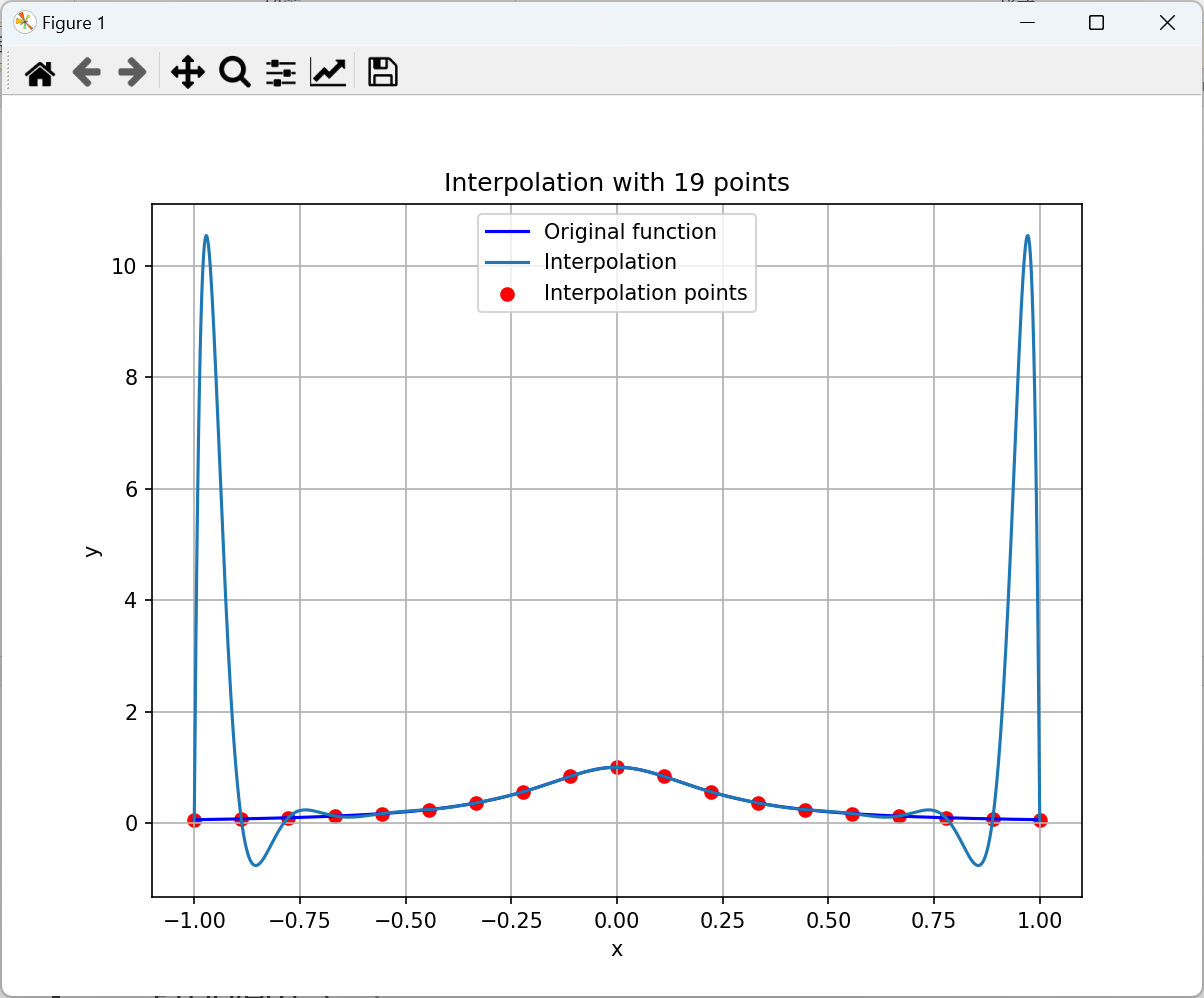 Figure 1
Interpolation with 19 points
Original function
Interpolation
Interpolation points
10
8
6
4
2
0
y
−1.00 −0.75 −0.50 −0.25 0.00 0.25 0.50 0.75 1.00
x